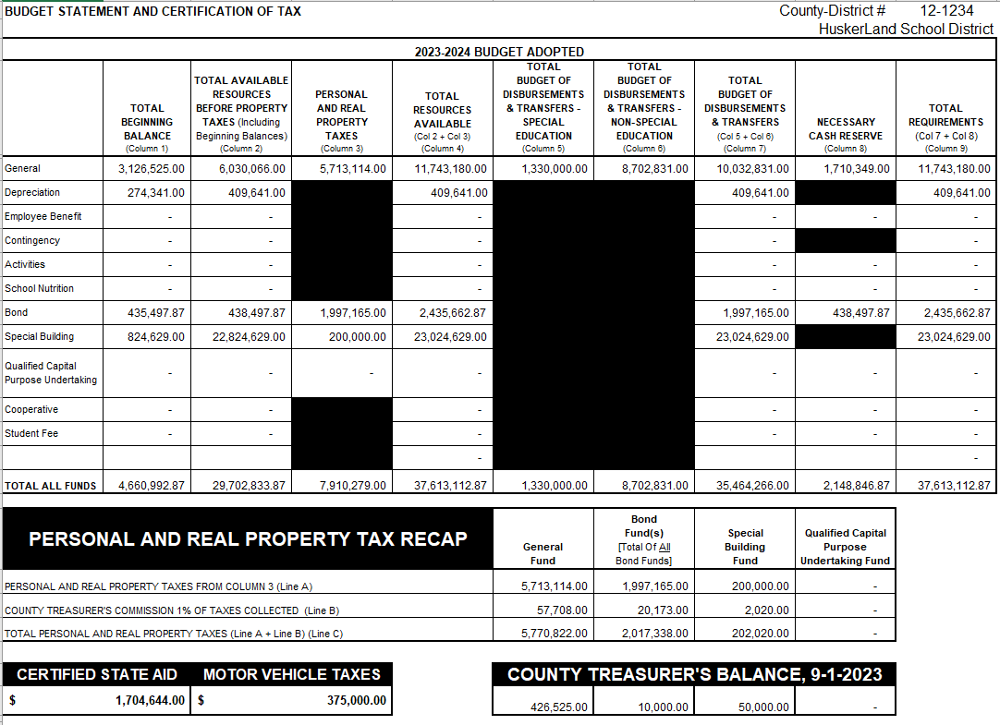 BUDGET STATEMENT AND CERTIFICATION OF TAX County-District # 12-1234
HuskerLand School District
2023-2024 BUDGET ADOPTED
TOTAL BEGINNING BALANCE (Column 1)
TOTAL AVAILABLE RESOURCES BEFORE PROPERTY TAXES (Including Beginning Balances) (Column 2)
PERSONAL AND REAL PROPERTY TAXES (Column 3)
TOTAL RESOURCES AVAILABLE (Col 2 + Col 3) (Column 4)
TOTAL BUDGET OF DISBURSEMENTS & TRANSFERS - SPECIAL EDUCATION (Column 5)
TOTAL BUDGET OF DISBURSEMENTS & TRANSFERS - NON-SPECIAL EDUCATION (Column 6)
TOTAL BUDGET OF DISBURSEMENTS & TRANSFERS (Col 5 + Col 6) (Column 7)
NECESSARY CASH RESERVE (Column 8)
TOTAL REQUIREMENTS (Col 7 + Col 8) (Column 9)
General 3,126,525.00 6,030,066.00 5,713,114.00 11,743,180.00 1,330,000.00 8,702,831.00 10,032,831.00 1,710,349.00 11,743,180.00
Depreciation 274,341.00 409,641.00 409,641.00 409,641.00 409,641.00
Employee Benefit - - - - - -
Contingency - - - - -
Activities - - - - - -
School Nutrition - - - - - -
Bond 435,497.87 438,497.87 1,997,165.00 2,435,662.87 1,997,165.00 438,497.87 2,435,662.87
Special Building 824,629.00 22,824,629.00 200,000.00 23,024,629.00 23,024,629.00 23,024,629.00
Qualified Capital
Purpose Undertaking - - - - - - -
Cooperative - - - - - -
Student Fee - - - - - -
- -
TOTAL ALL FUNDS 4,660,992.87 29,702,833.87 7,910,279.00 37,613,112.87 1,330,000.00 8,702,831.00 35,464,266.00 2,148,846.87 37,613,112.87
PERSONAL AND REAL PROPERTY TAX RECAP
General Fund
Bond Fund(s) [Total Of All Bond Funds]
Special Building Fund
Qualified Capital Purpose Undertaking Fund
PERSONAL AND REAL PROPERTY TAXES FROM COLUMN 3 (Line A) 5,713,114.00 1,997,165.00 200,000.00 -
COUNTY TREASURER'S COMMISSION 1% OF TAXES COLLECTED (Line B) 57,708.00 20,173.00 2,020.00 -
TOTAL PERSONAL AND REAL PROPERTY TAXES (Line A + Line B) (Line C) 5,770,822.00 2,017,338.00 202,020.00 -
CERTIFIED STATE AID MOTOR VEHICLE TAXES COUNTY TREASURER'S BALANCE, 9-1-2023
$ 1,704,644.00 $ 375,000.00 426,525.00 10,000.00 50,000.00 -